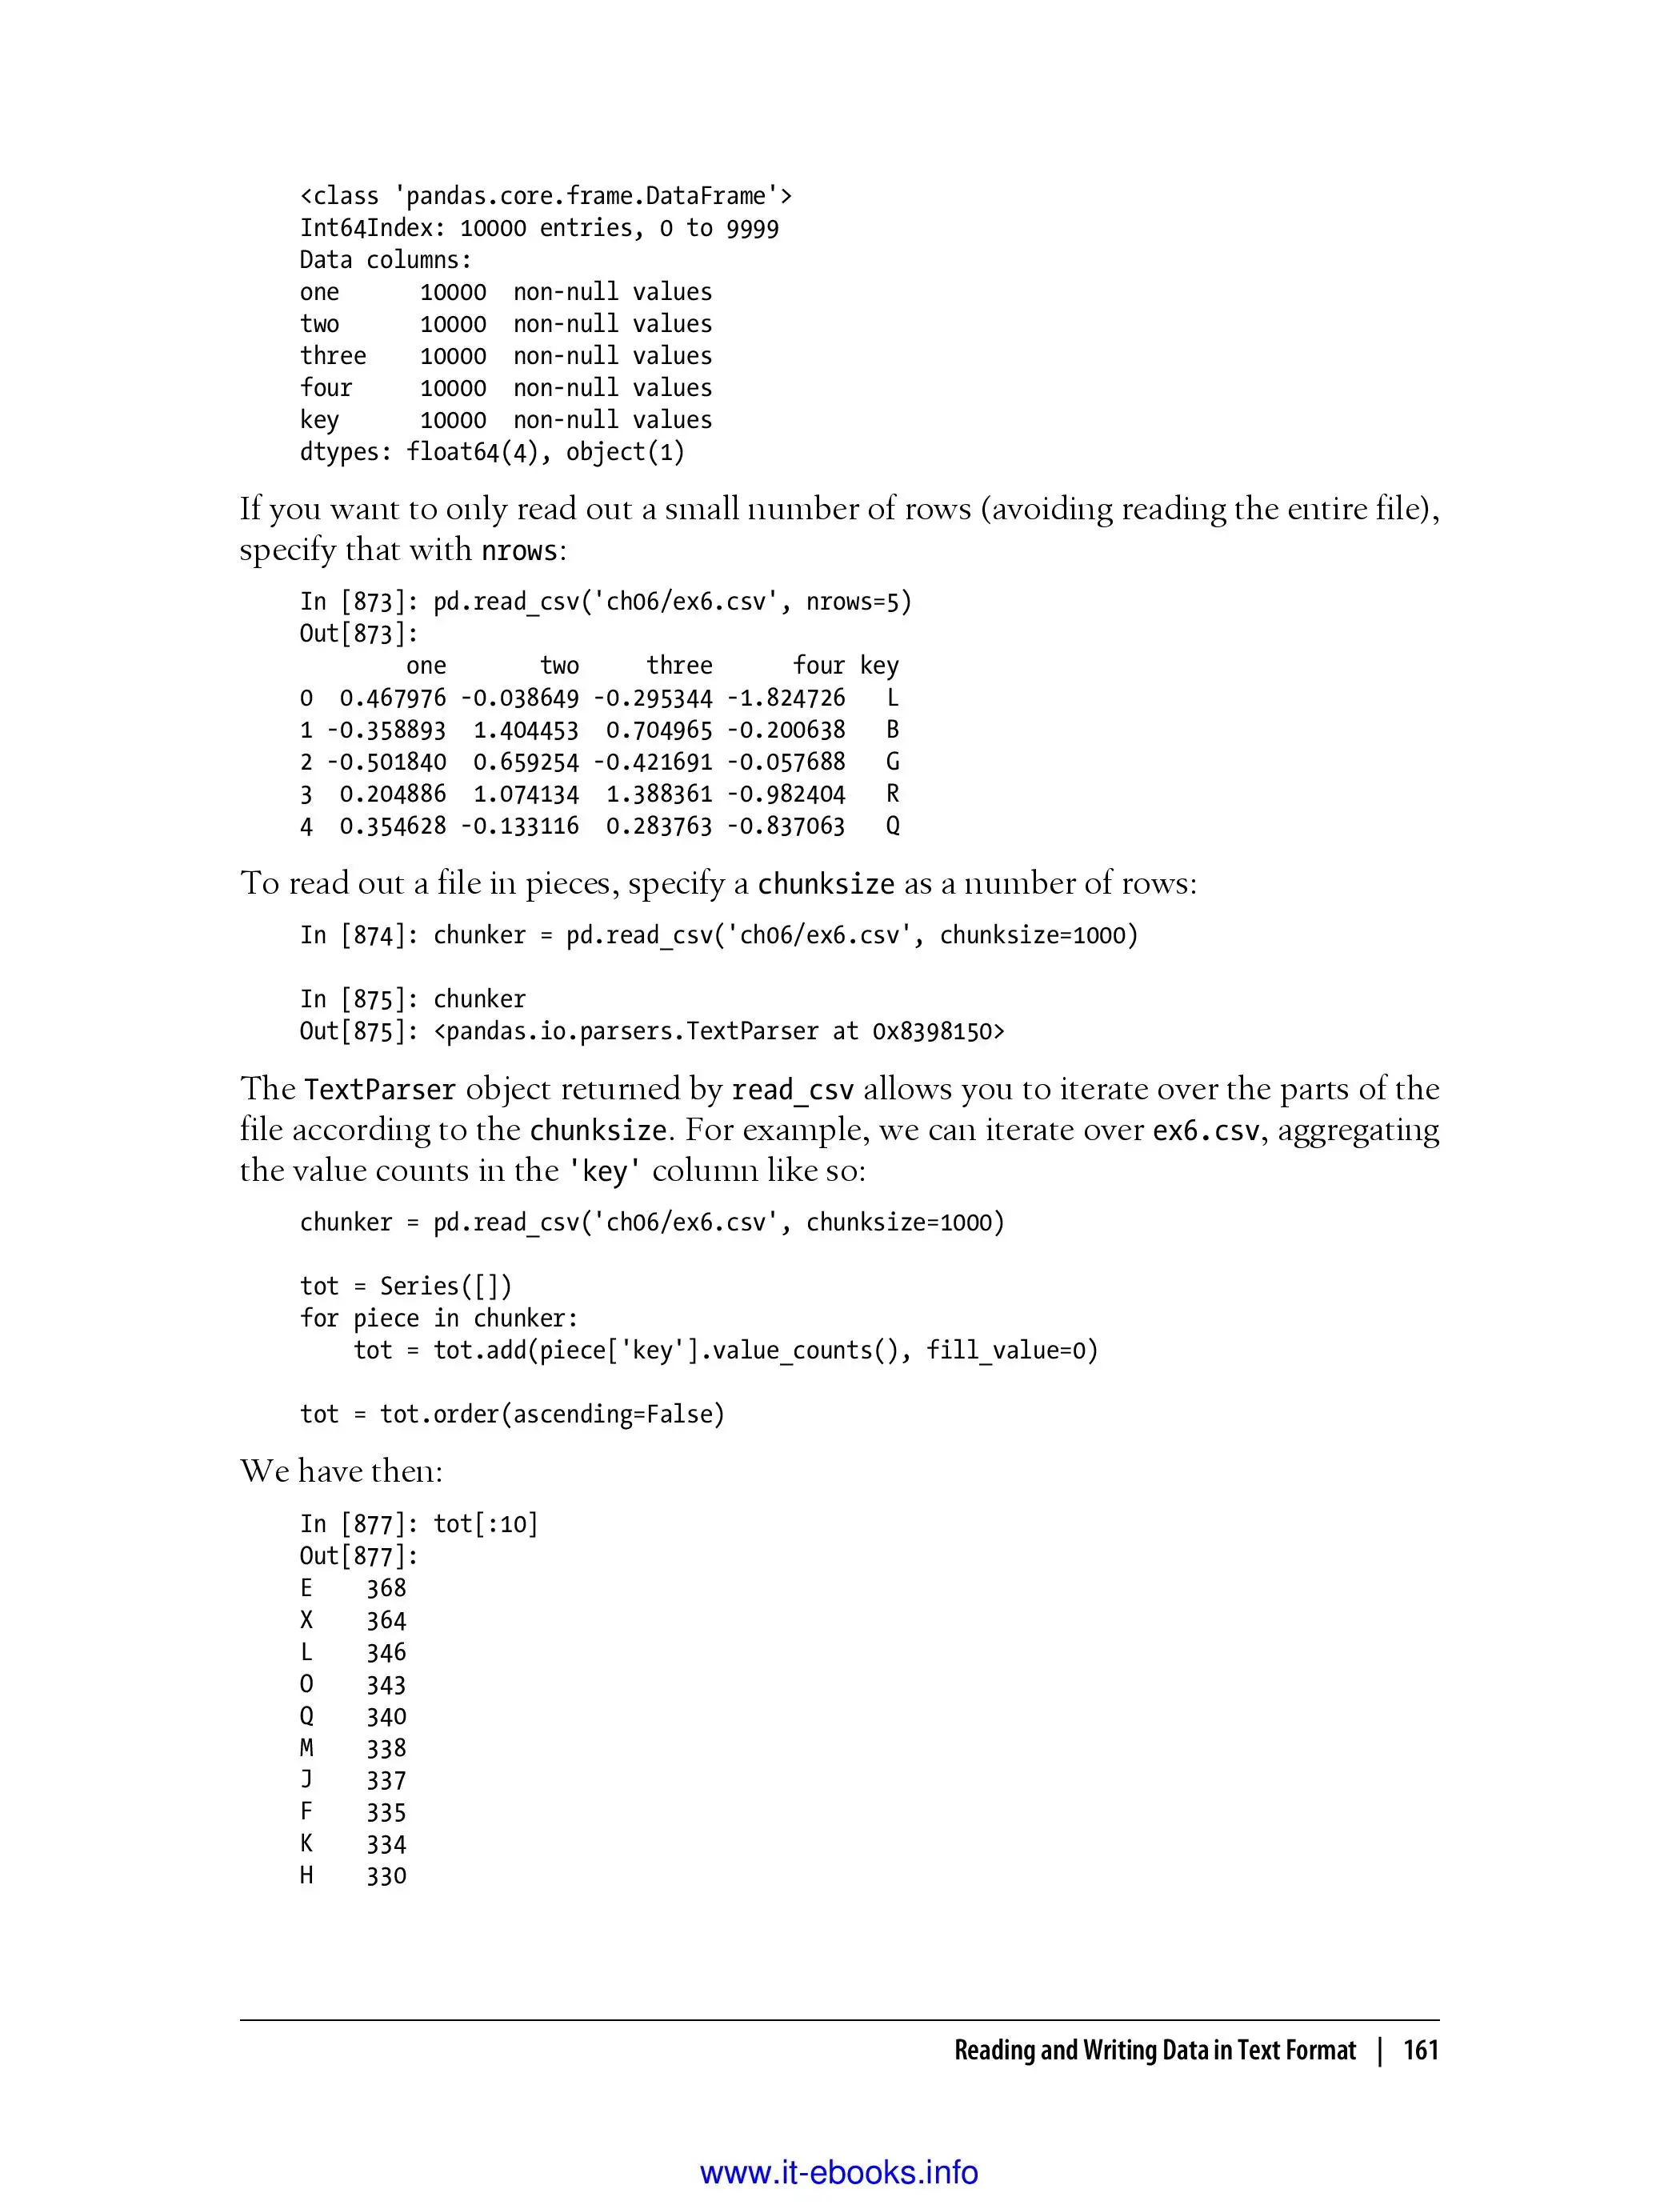 <class 'pandas.core.frame.DataFrame'>
Int64Index: 10000 entries, 0 to 9999
Data columns:
one      10000  non-null values
two      10000  non-null values
three    10000  non-null values
four     10000  non-null values
key      10000  non-null values
dtypes: float64(4), object(1)
If you want to only read out a small number of rows (avoiding reading the entire file),
specify that with nrows:
In [873]: pd.read_csv('ch06/ex6.csv', nrows=5)
Out[873]:
        one       two     three      four key
0  0.467976 -0.038649 -0.295344 -1.824726   L
1 -0.358893  1.404453  0.704965 -0.200638   B
2 -0.501840  0.659254 -0.421691 -0.057688   G
3  0.204886  1.074134  1.388361 -0.982404   R
4  0.354628 -0.133116  0.283763 -0.837063   Q
To read out a file in pieces, specify a chunksize as a number of rows:
In [874]: chunker = pd.read_csv('ch06/ex6.csv', chunksize=1000)
In [875]: chunker
Out[875]: <pandas.io.parsers.TextParser at 0x8398150>
The TextParser object returned by read_csv allows you to iterate over the parts of the
file according to the chunksize. For example, we can iterate over ex6.csv, aggregating
the value counts in the 'key' column like so:
chunker = pd.read_csv('ch06/ex6.csv', chunksize=1000)
tot = Series([])
for piece in chunker:
    tot = tot.add(piece['key'].value_counts(), fill_value=0)
tot = tot.order(ascending=False)
We have then:
In [877]: tot[:10]
Out[877]:
E    368
X    364
L    346
O    343
Q    340
M    338
J    337
F    335
K    334
H    330
Reading and Writing Data in Text Format | 161
www.it-ebooks.info